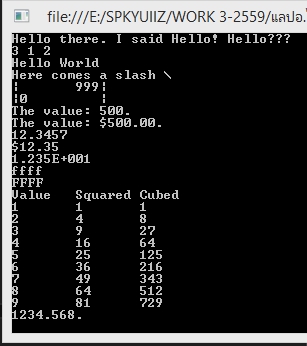 file:///E:/SPKYUIIZ/WORK 3-2559/แลปอ.
Hello there. I said Hello! Hello???
3 1 2
Hello World
Here comes a slash \
¦       999¦
¦0         ¦
The value: 500.
The value: $500.00.
12.3457
$12.35
1.235E+001
ffff
FFFF
Value   Squared Cubed
1       1       1
2       4       8
3       9       27
4       16      64
5       25      125
6       36      216
7       49      343
8       64      512
9       81      729
1234.568.